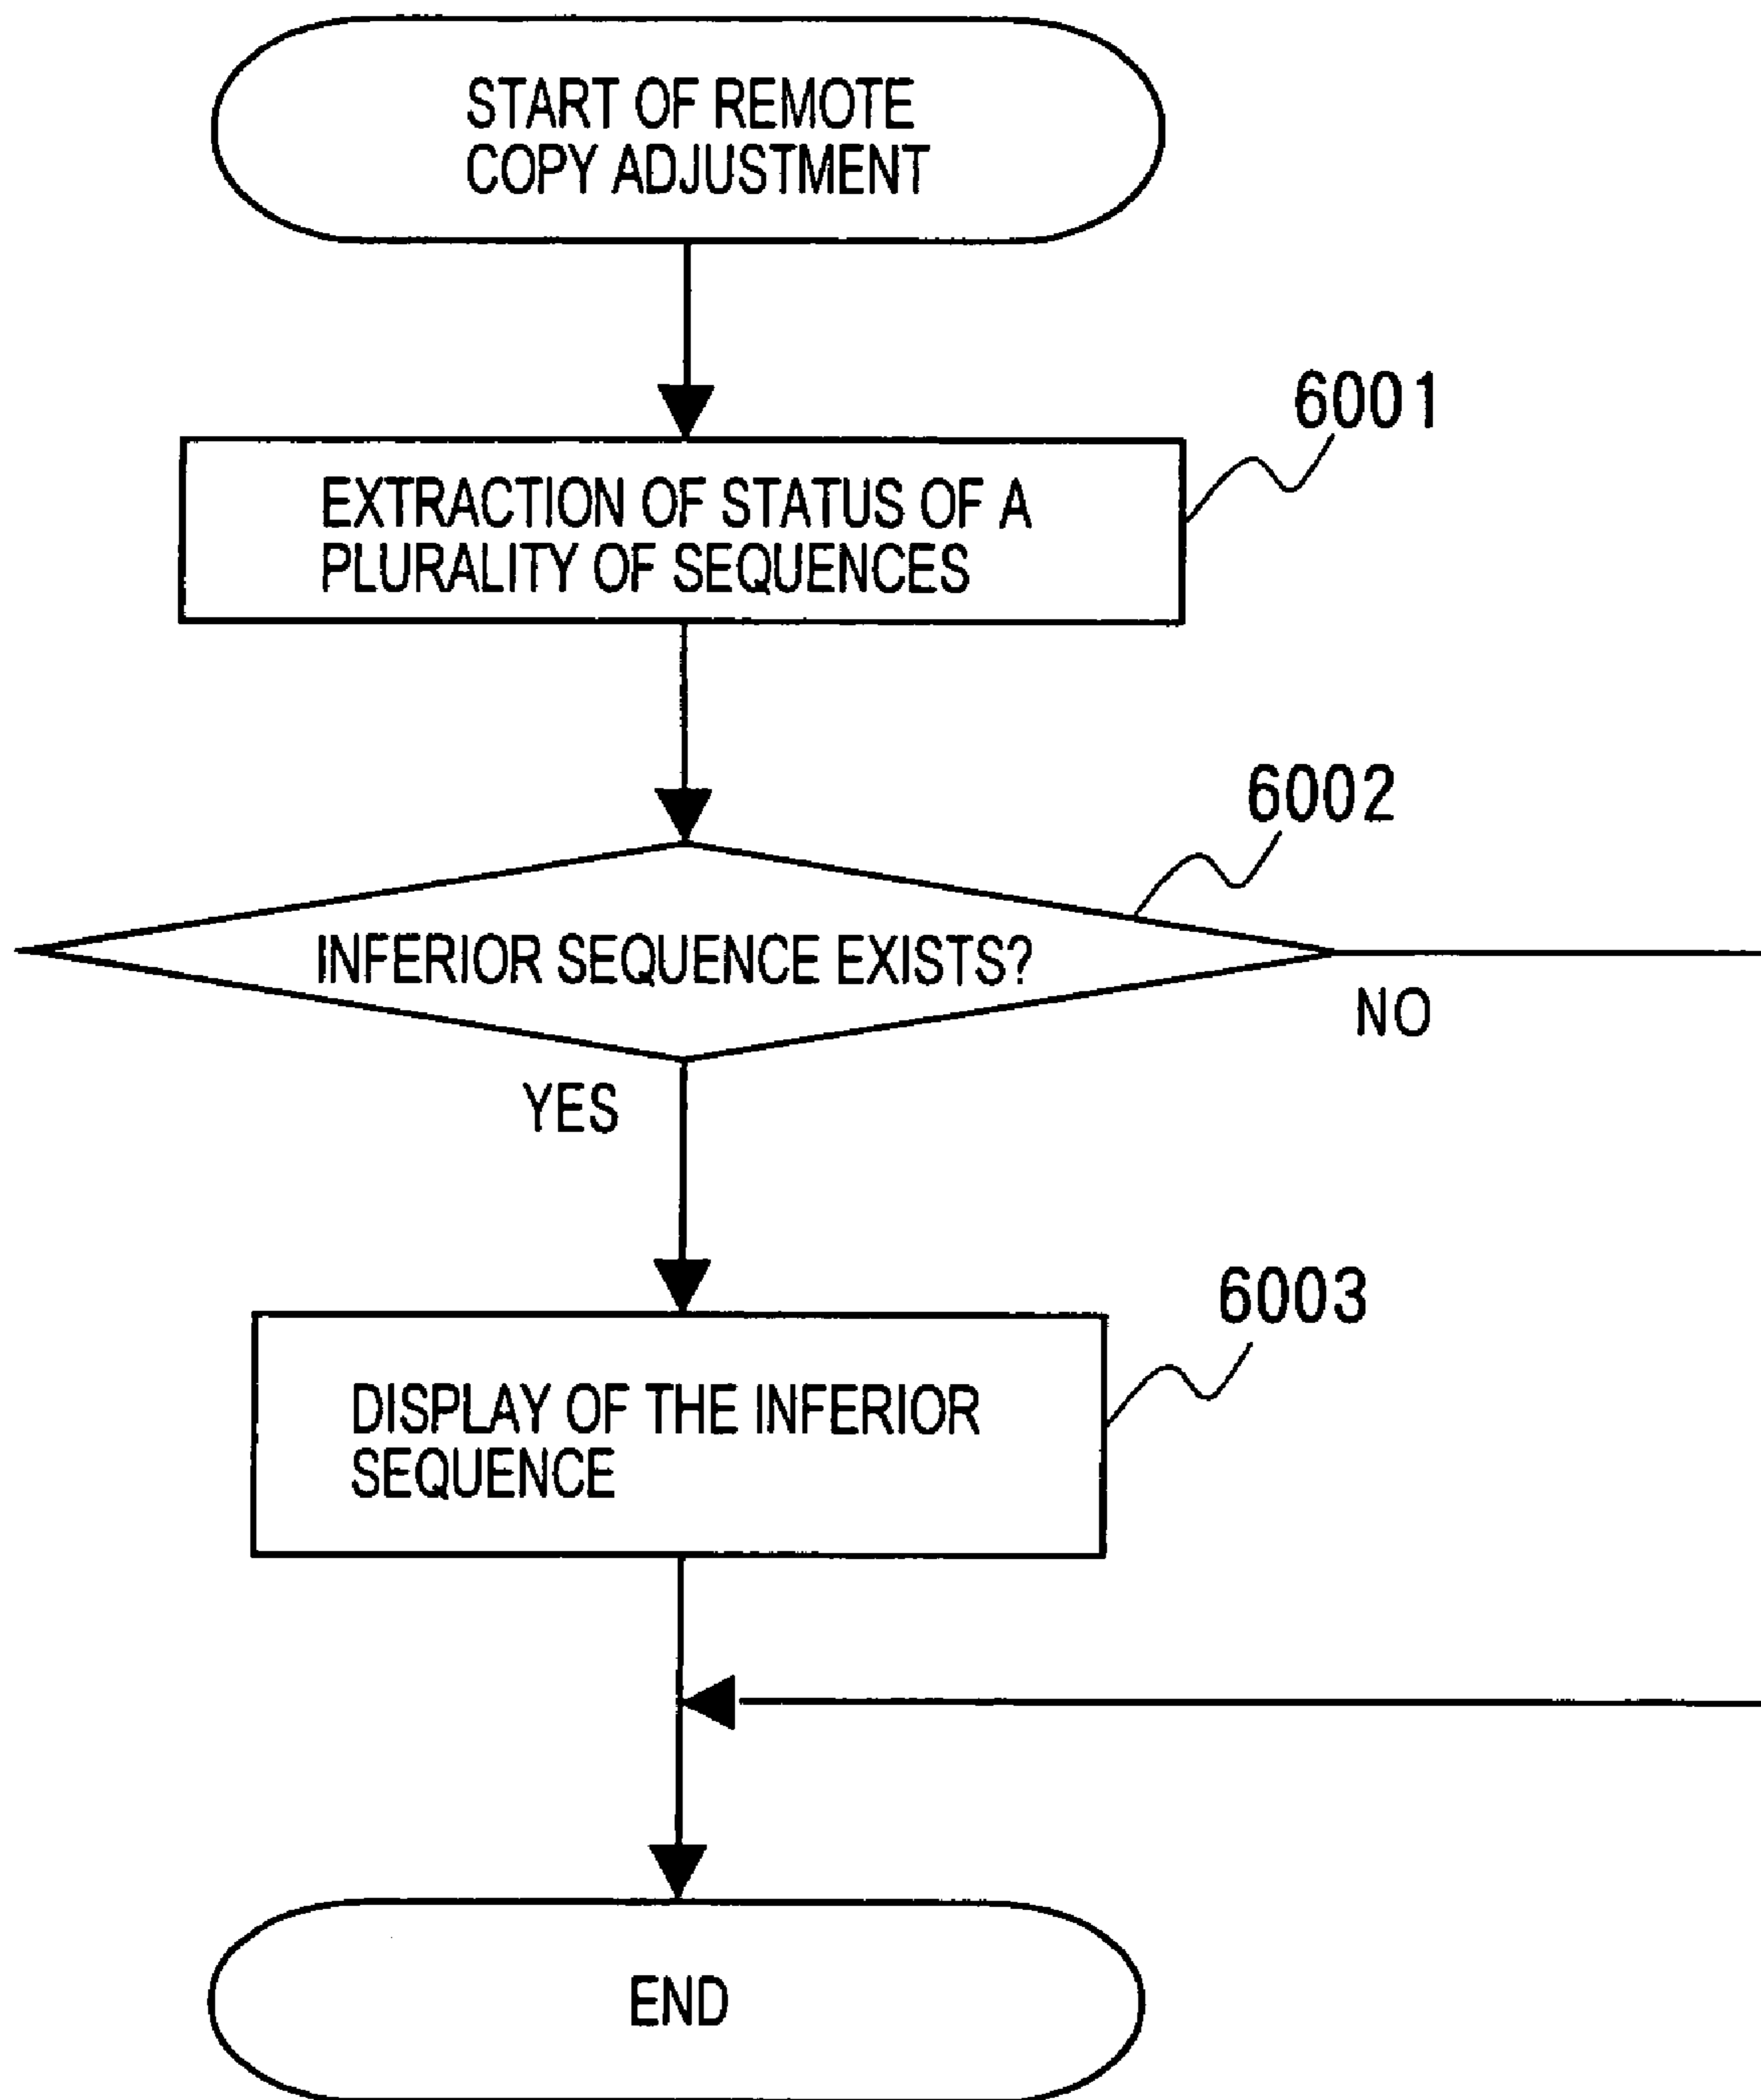 START OF REMOTE
COPY ADJUSTMENT
6001
EXTRACTION OF STATUS OF A
PLURALITY OF SEQUENCES
6002
INFERIOR SEQUENCE EXISTS?
NO
YES
6003
DISPLAY OF THE INFERIOR
SEQUENCE
END